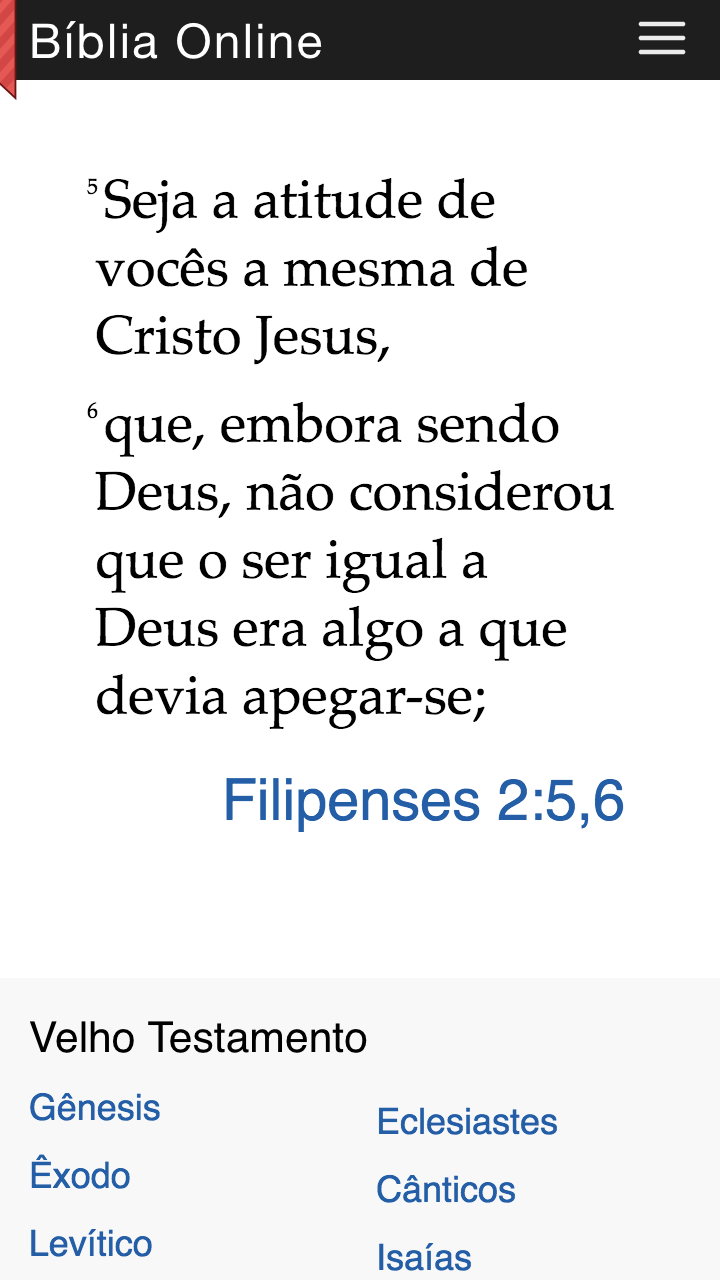 Bíblia Online
5 Seja a atitude de
vocês a mesma de
Cristo Jesus,
6 que, embora sendo
Deus, não considerou
que o ser igual a
Deus era algo a que
devia apegar-se;
Filipenses 2:5,6
Velho Testamento
Gênesis
Êxodo
Levítico
Eclesiastes
Cânticos
Isaías